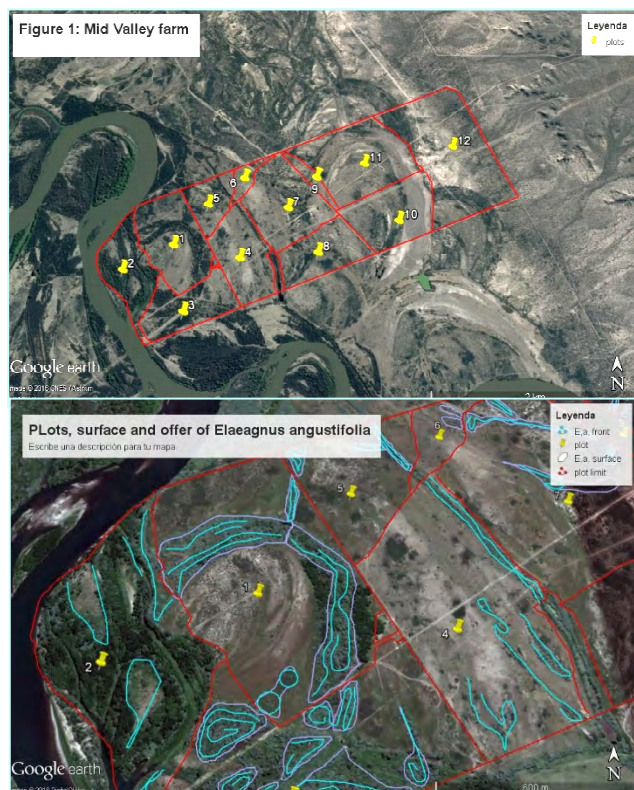 Figure 1: Mid Valley farm
Leyenda
plots
12
11
9
6
5
7
10
1
8
4
2
3
Google earth
N
2 km
PLots, surface and offer of Elaeagnus angustifolia
Escribe una descripción para tu mapa.
Leyenda
E,a, front
plot
E.a. surface
plot limit
6
5
7
1
4
2
Google earth
N
600 m